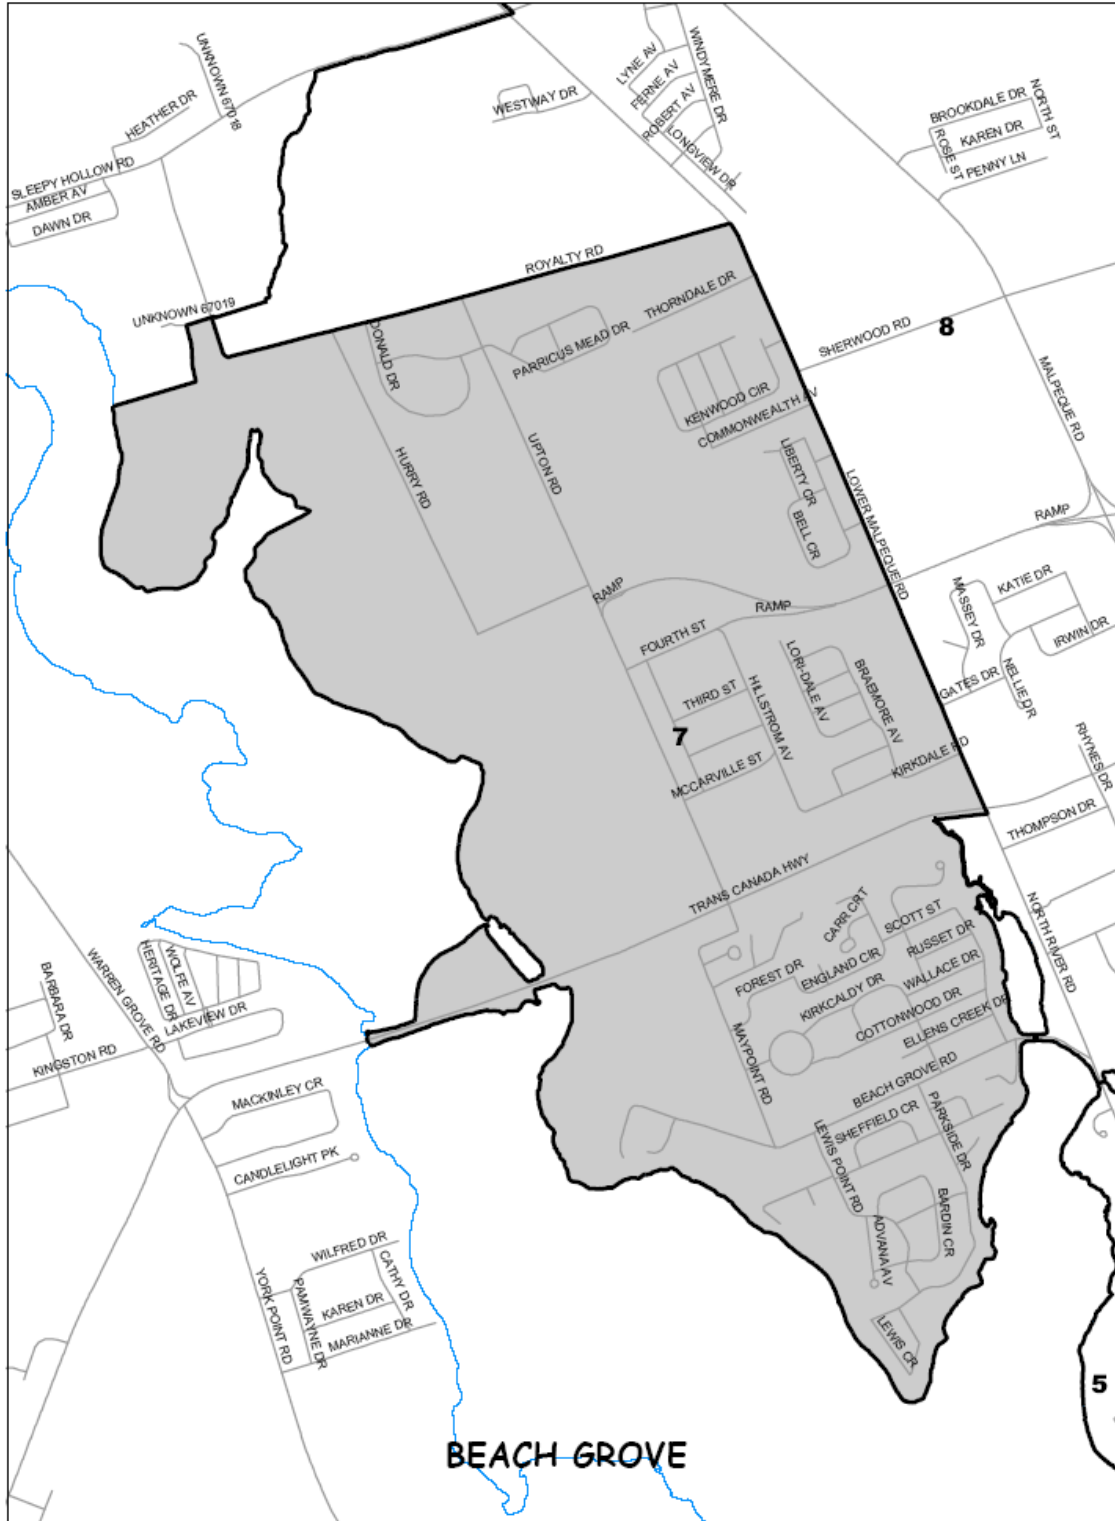 UNKNOWN 67018
HEATHER DR
SLEEPY HOLLOW RD
AMBER AV
DAWN DR
UNKNOWN 67019
WESTWAY DR
LYNE AV
FERNE AV
ROBERT AV
WINDYMERE DR
LONGVIEW DR
BROOKDALE DR
NORTH ST
KAREN DR
ROSE ST
PENNY LN
ROYALTY RD
THORNDALE DR
PARRICUS MEAD DR
DONALD DR
SHERWOOD RD
8
MALPEQUE RD
KENWOOD CIR
COMMONWEALTH AV
HURRY RD
UPTON RD
LIBERTY CR
BELL CR
LOWER MALPEQUE RD
RAMP
RAMP
RAMP
FOURTH ST
MASSEY DR
KATIE DR
IRWIN DR
NELLIE DR
GATES DR
THIRD ST
HILLSTROM AV
LORI-DALE AV
BRAEMORE AV
7
MCCARVILLE ST
KIRKDALE RD
RHYNES DR
THOMPSON DR
TRANS CANADA HWY
NORTH RIVER RD
CARR CRT
SCOTT ST
RUSSET DR
FOREST DR
ENGLAND CIR
WALLACE DR
KIRKCALDY DR
COTTONWOOD DR
ELLENS CREEK DR
MAYPOINT RD
BEACH GROVE RD
WARREN GROVE RD
BARBARA DR
HERITAGE DR
WOLFE AV
LAKEVIEW DR
KINGSTON RD
MACKINLEY CR
CANDLELIGHT PK
SHEFFIELD CR
PARKSIDE DR
LEWIS POINT RD
BARDIN CR
ADVANA AV
LEWIS CR
WILFRED DR
CATHY DR
KAREN DR
PAMWAYNE DR
MARIANNE DR
YORK POINT RD
5
BEACH GROVE